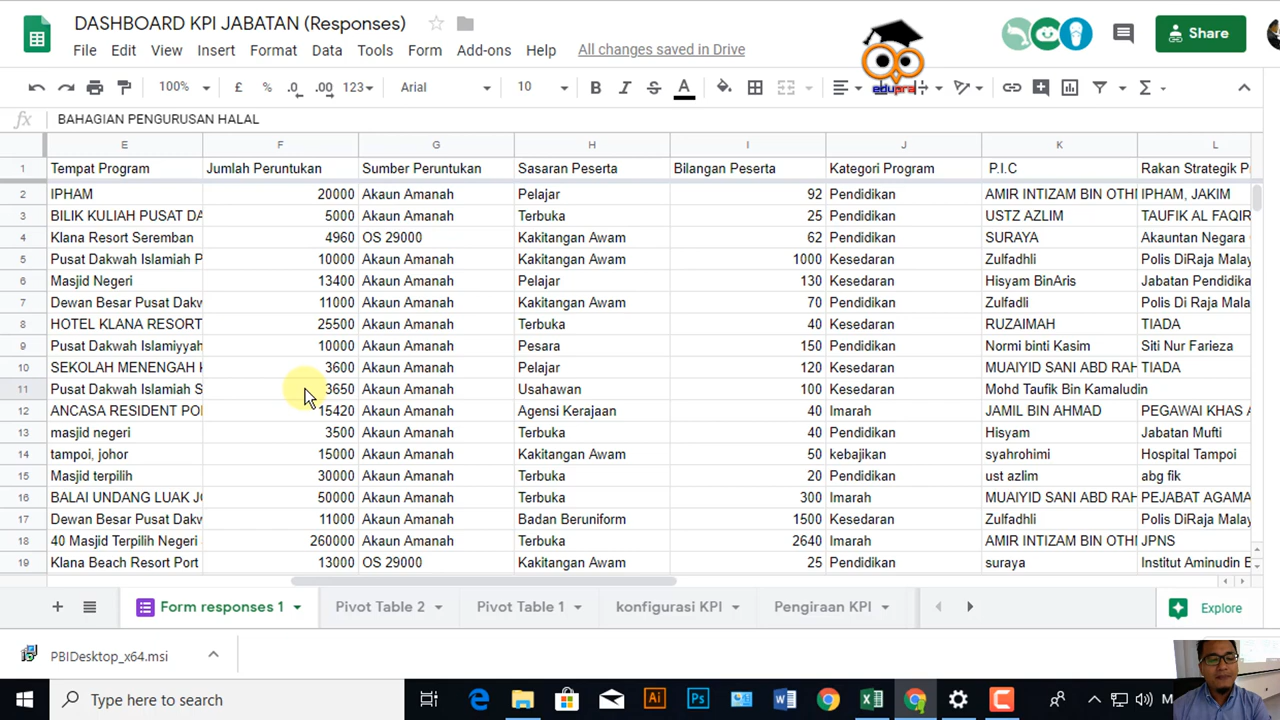 DASHBOARD KPI JABATAN (Responses)
File Edit View Insert Format Data Tools Form Add-ons Help All changes saved in Drive
Share
edupra
100% £ % .0 .00 123 Arial 10 B I S A
fx BAHAGIAN PENGURUSAN HALAL
E F G H I J K L
1 Tempat Program Jumlah Peruntukan Sumber Peruntukan Sasaran Peserta Bilangan Peserta Kategori Program P.I.C Rakan Strategik P
2 IPHAM 20000 Akaun Amanah Pelajar 92 Pendidikan AMIR INTIZAM BIN OTH IPHAM, JAKIM
3 BILIK KULIAH PUSAT DA 5000 Akaun Amanah Terbuka 25 Pendidikan USTZ AZLIM TAUFIK AL FAQIR
4 Klana Resort Seremban 4960 OS 29000 Kakitangan Awam 62 Pendidikan SURAYA Akauntan Negara
5 Pusat Dakwah Islamiah P 10000 Akaun Amanah Kakitangan Awam 1000 Kesedaran Zulfadhli Polis DiRaja Malay
6 Masjid Negeri 13400 Akaun Amanah Pelajar 130 Kesedaran Hisyam BinAris Jabatan Pendidikan
7 Dewan Besar Pusat Dakw 11000 Akaun Amanah Kakitangan Awam 70 Pendidikan Zulfadli Polis Di Raja Mala
8 HOTEL KLANA RESORT 25500 Akaun Amanah Terbuka 40 Kesedaran RUZAIMAH TIADA
9 Pusat Dakwah Islamiyyah 10000 Akaun Amanah Pesara 150 Pendidikan Normi binti Kasim Siti Nur Farieza
10 SEKOLAH MENENGAH K 3600 Akaun Amanah Pelajar 120 Kesedaran MUAIYID SANI ABD RAH TIADA
11 Pusat Dakwah Islamiah S 3650 Akaun Amanah Usahawan 100 Kesedaran Mohd Taufik Bin Kamaludin
12 ANCASA RESIDENT POR 15420 Akaun Amanah Agensi Kerajaan 40 Imarah JAMIL BIN AHMAD PEGAWAI KHAS A
13 masjid negeri 3500 Akaun Amanah Terbuka 40 Pendidikan Hisyam Jabatan Mufti
14 tampoi, johor 15000 Akaun Amanah Kakitangan Awam 50 kebajikan syahrohimi Hospital Tampoi
15 Masjid terpilih 30000 Akaun Amanah Terbuka 20 Pendidikan ust azlim abg fik
16 BALAI UNDANG LUAK JO 50000 Akaun Amanah Terbuka 300 Imarah MUAIYID SANI ABD RAH PEJABAT AGAMA
17 Dewan Besar Pusat Dakw 11000 Akaun Amanah Badan Beruniform 1500 Kesedaran Zulfadhli Polis DiRaja Malay
18 40 Masjid Terpilih Negeri 260000 Akaun Amanah Terbuka 2640 Imarah AMIR INTIZAM BIN OTH JPNS
19 Klana Beach Resort Port 13000 OS 29000 Kakitangan Awam 25 Pendidikan suraya Institut Aminudin B
Form responses 1 Pivot Table 2 Pivot Table 1 konfigurasi KPI Pengiraan KPI Explore
PBIDesktop_x64.msi
Type here to search